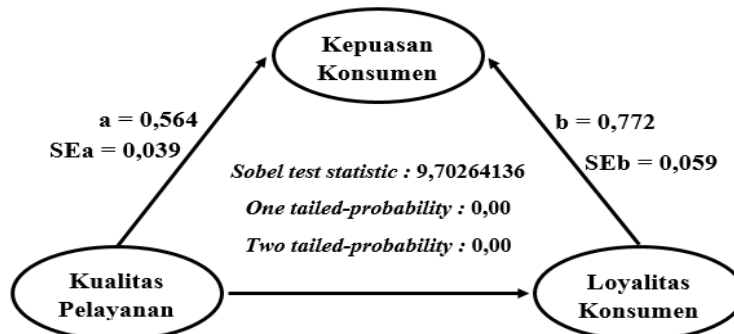 Kepuasan
Konsumen
a = 0,564
SEa = 0,039
b = 0,772
SEb = 0,059
Sobel test statistic : 9,70264136
One tailed-probability : 0,00
Two tailed-probability : 0,00
Kualitas
Pelayanan
Loyalitas
Konsumen